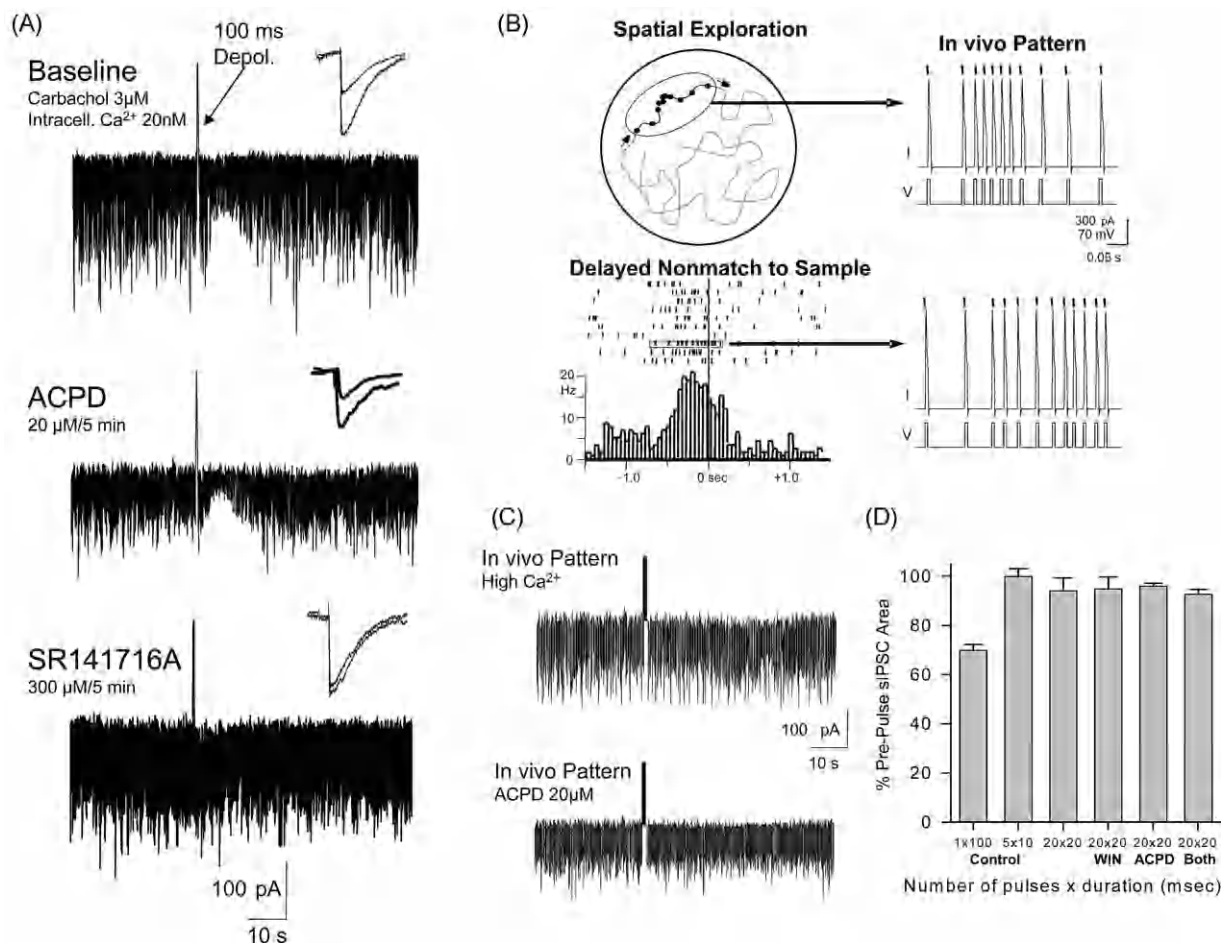 (A)
100 ms
Depol.
Baseline
Carbachol 3µM
Intracell. Ca²⁺ 20nM
ACPD
20 µM/5 min
SR141716A
300 µM/5 min
100 pA
10 s
(B)
Spatial Exploration
In vivo Pattern
I
V
300 pA
70 mV
0.05 s
Delayed Nonmatch to Sample
20
Hz
10
0
-1.0
0 sec
+1.0
I
V
(C)
In vivo Pattern
High Ca²⁺
100 pA
10 s
In vivo Pattern
ACPD 20µM
(D)
% Pre-Pulse sIPSC Area
100
80
60
40
20
0
1x100 5x10 20x20 20x20 20x20 20x20
Control WIN ACPD Both
Number of pulses x duration (msec)